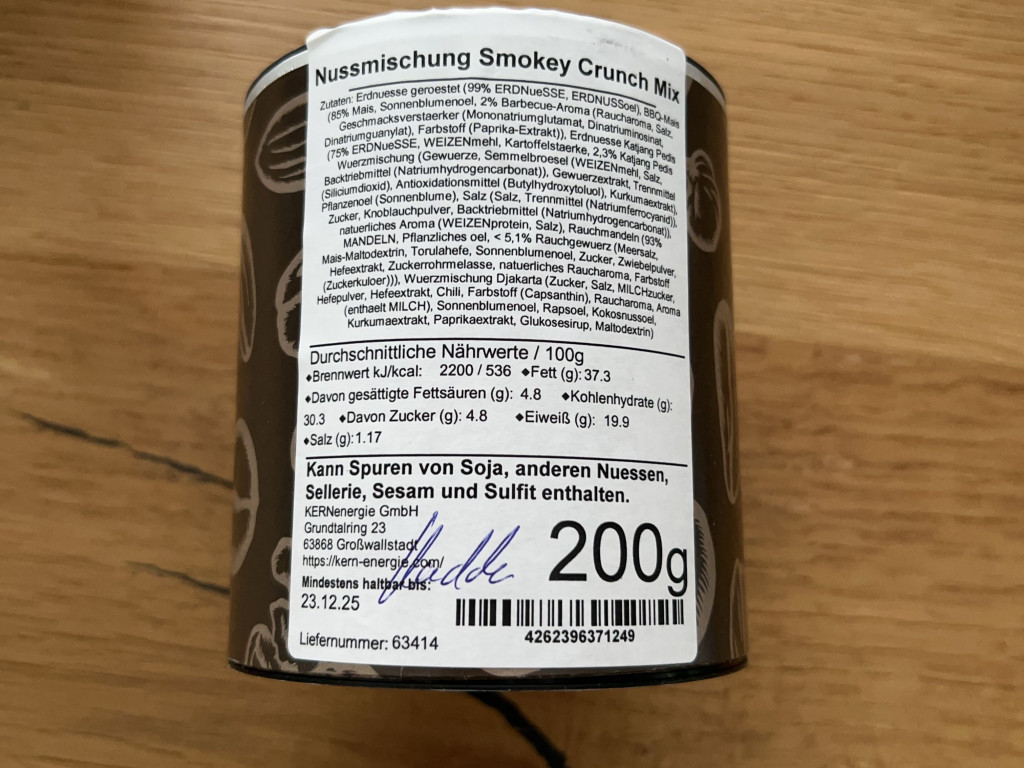 Nussmischung Smokey Crunch Mix
Zutaten: Erdnuesse geroestet (99% ERDNueSSE, ERDNUSSoel), BBQ-Mais
(85% Mais, Sonnenblumenoel, 2% Barbecue-Aroma (Raucharoma, Salz,
Geschmacksverstaerker (Mononatriumglutamat, Dinatriuminosinat,
Dinatriumguanylat), Farbstoff (Paprika-Extrakt)), Erdnuesse Katjang Pedis
(75% ERDNueSSE, WEIZENmehl, Kartoffelstaerke, 2,3% Katjang Pedis
Wuerzmischung (Gewuerze, Semmelbroesel (WEIZENmehl, Salz,
Backtriebmittel (Natriumhydrogencarbonat)), Gewuerzextrakt, Trennmittel
(Siliciumdioxid), Antioxidationsmittel (Butylhydroxytoluol), Kurkumaextrakt),
Pflanzenoel (Sonnenblume), Salz (Salz, Trennmittel (Natriumferrocyanid)),
Zucker, Knoblauchpulver, Backtriebmittel (Natriumhydrogencarbonat)),
natuerliches Aroma (WEIZENprotein, Salz), Rauchmandeln (93%
MANDELN, Pflanzliches oel, < 5,1% Rauchgewuerz (Meersalz,
Mais-Maltodextrin, Torulahefe, Sonnenblumenoel, Zucker, Zwiebelpulver,
Hefeextrakt, Zuckerrohrmelasse, natuerliches Raucharoma, Farbstoff
(Zuckerkuloer))), Wuerzmischung Djakarta (Zucker, Salz, MILCHzucker,
Hefepulver, Hefeextrakt, Chili, Farbstoff (Capsanthin), Raucharoma, Aroma
(enthaelt MILCH), Sonnenblumenoel, Rapsoel, Kokosnussoel,
Kurkumaextrakt, Paprikaextrakt, Glukosesirup, Maltodextrin)
Durchschnittliche Nährwerte / 100g
♦Brennwert kJ/kcal: 2200 / 536 ♦Fett (g): 37.3
♦Davon gesättigte Fettsäuren (g): 4.8 ♦Kohlenhydrate (g):
30.3 ♦Davon Zucker (g): 4.8 ♦Eiweiß (g): 19.9
♦Salz (g): 1.17
Kann Spuren von Soja, anderen Nuessen,
Sellerie, Sesam und Sulfit enthalten.
KERNenergie GmbH
Grundtalring 23
63868 Großwallstadt
https://kern-energie.com/
Mindestens haltbar bis:
23.12.25
200g
4262396371249
Liefernummer: 63414